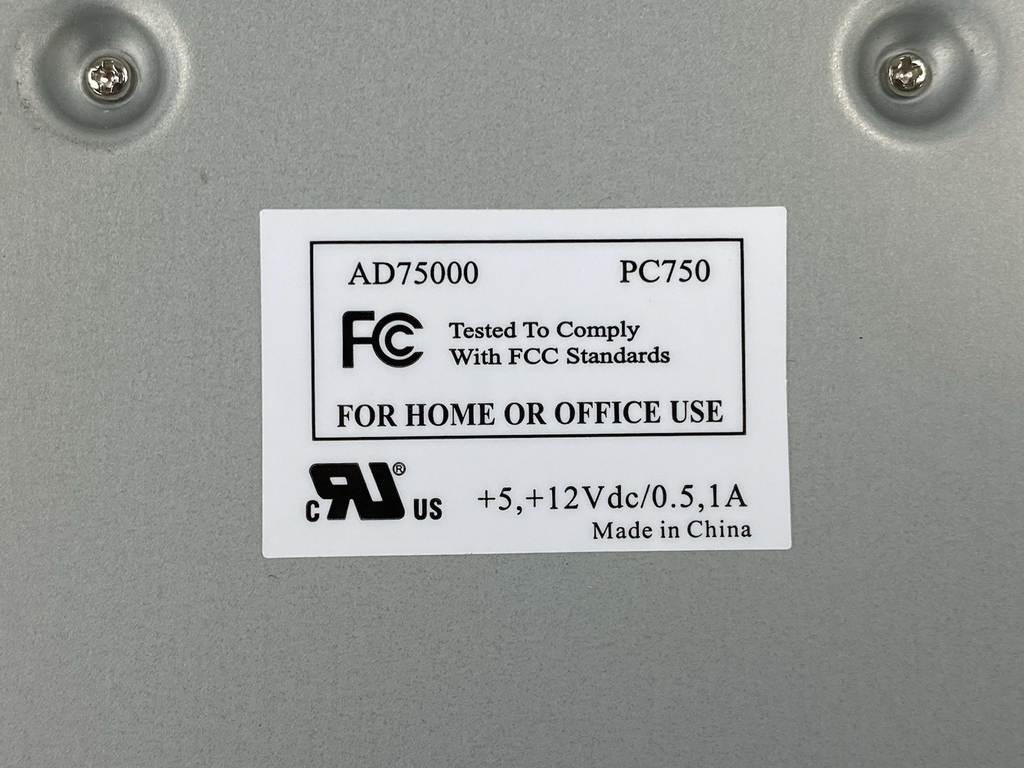 AD75000 PC750
FC Tested To Comply
With FCC Standards
FOR HOME OR OFFICE USE
c RU ® US +5,+12Vdc/0.5,1A
Made in China